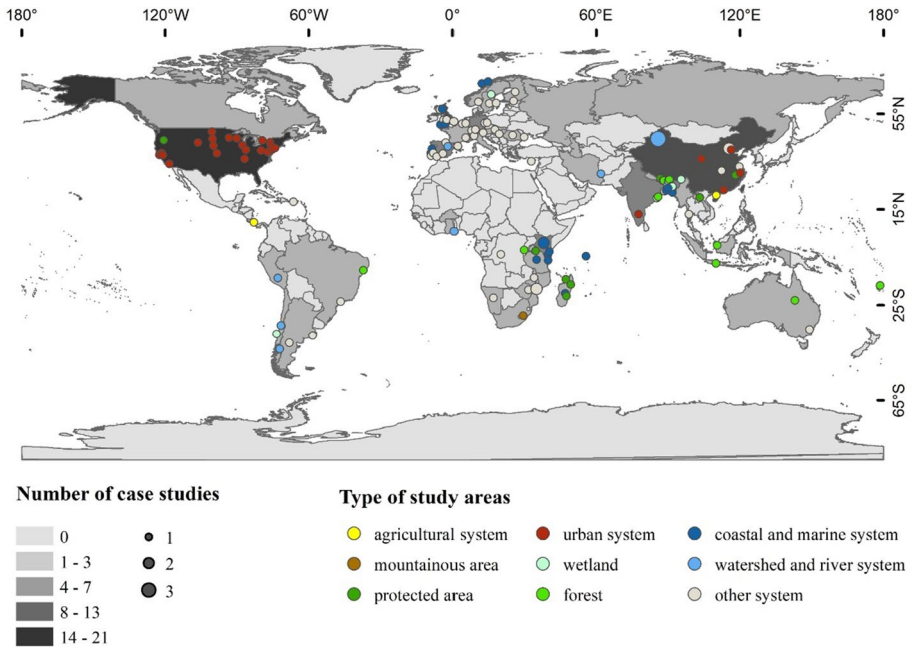 180° 120°W 60°W 0° 60°E 120°E 180°
55°N
15°N
25°S
65°S
Number of case studies
0
1 - 3
4 - 7
8 - 13
14 - 21
1
2
3
Type of study areas
agricultural system
mountainous area
protected area
urban system
wetland
forest
coastal and marine system
watershed and river system
other system